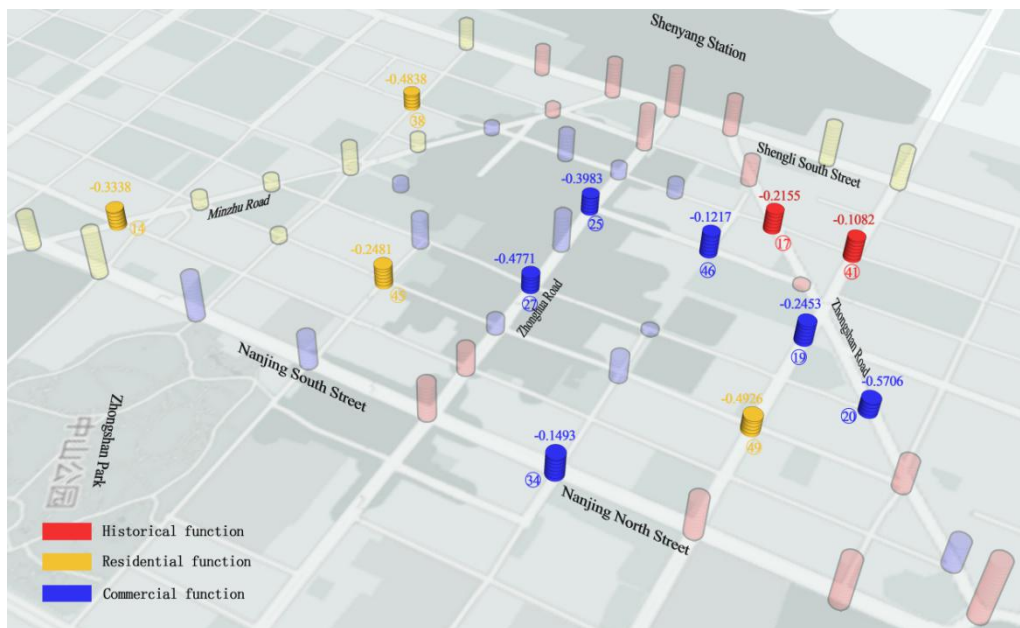 Shenyang Station
-0.4838
38
Shengli South Street
-0.3983
25
-0.3338
14
Minzhu Road
-0.2155
17
-0.1217
46
-0.1082
41
-0.2481
45
-0.4771
27
Zhonghua Road
-0.2453
19
Zhongshan Road
Nanjing South Street
-0.5706
20
-0.4926
49
Zhongshan Park
中山公园
-0.1493
34
Nanjing North Street
Historical function
Residential function
Commercial function